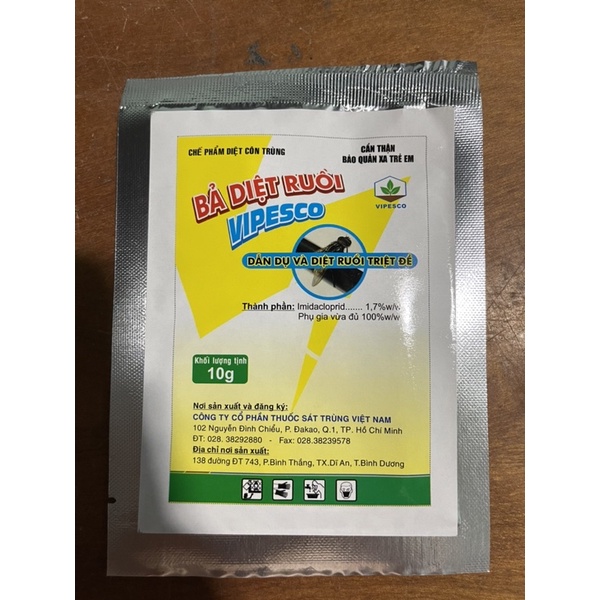 CHẾ PHẨM DIỆT CÔN TRÙNG
CẨN THẬN
BẢO QUẢN XA TRẺ EM
BẢ DIỆT RUỒI
VIPESCO
VIPESCO
DẪN DỤ VÀ DIỆT RUỒI TRIỆT ĐỂ
Thành phần: Imidacloprid....... 1,7%w/w
Phụ gia vừa đủ 100%w/w
Khối lượng tịnh
10g
Nơi sản xuất và đăng ký:
CÔNG TY CỔ PHẦN THUỐC SÁT TRÙNG VIỆT NAM
102 Nguyễn Đình Chiểu, P. Đakao, Q.1, TP. Hồ Chí Minh
ĐT: 028. 38292880 - Fax: 028.38239578
Địa chỉ nơi sản xuất:
138 đường ĐT 743, P.Bình Thắng, TX.Dĩ An, T.Bình Dương